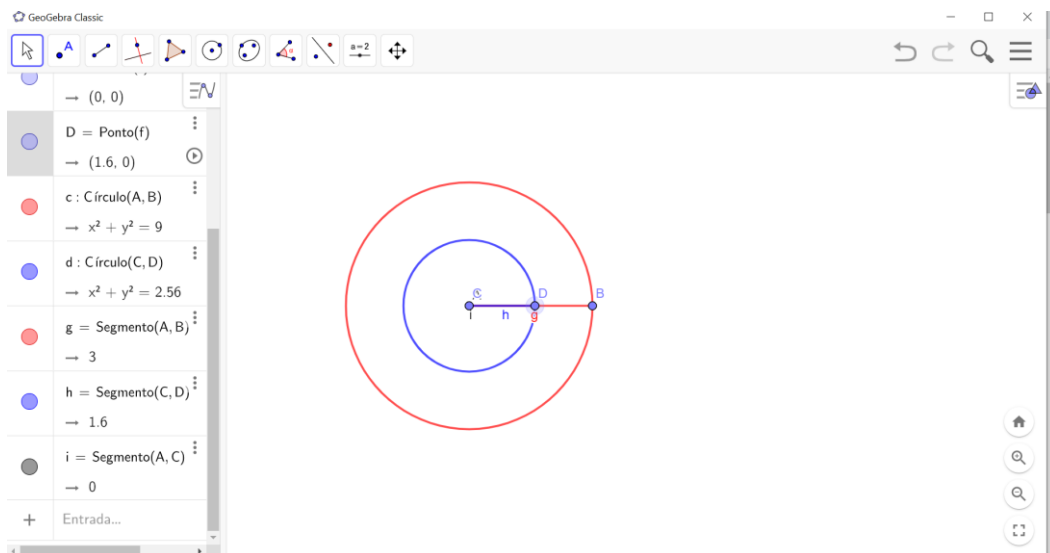 GeoGebra Classic
A
a=2
→ (0, 0)
D = Ponto(f)
→ (1.6, 0)
c : Círculo(A, B)
→ x² + y² = 9
d : Círculo(C, D)
→ x² + y² = 2.56
g = Segmento(A, B)
→ 3
h = Segmento(C, D)
→ 1.6
i = Segmento(A, C)
→ 0
+ Entrada...
D B
i h g